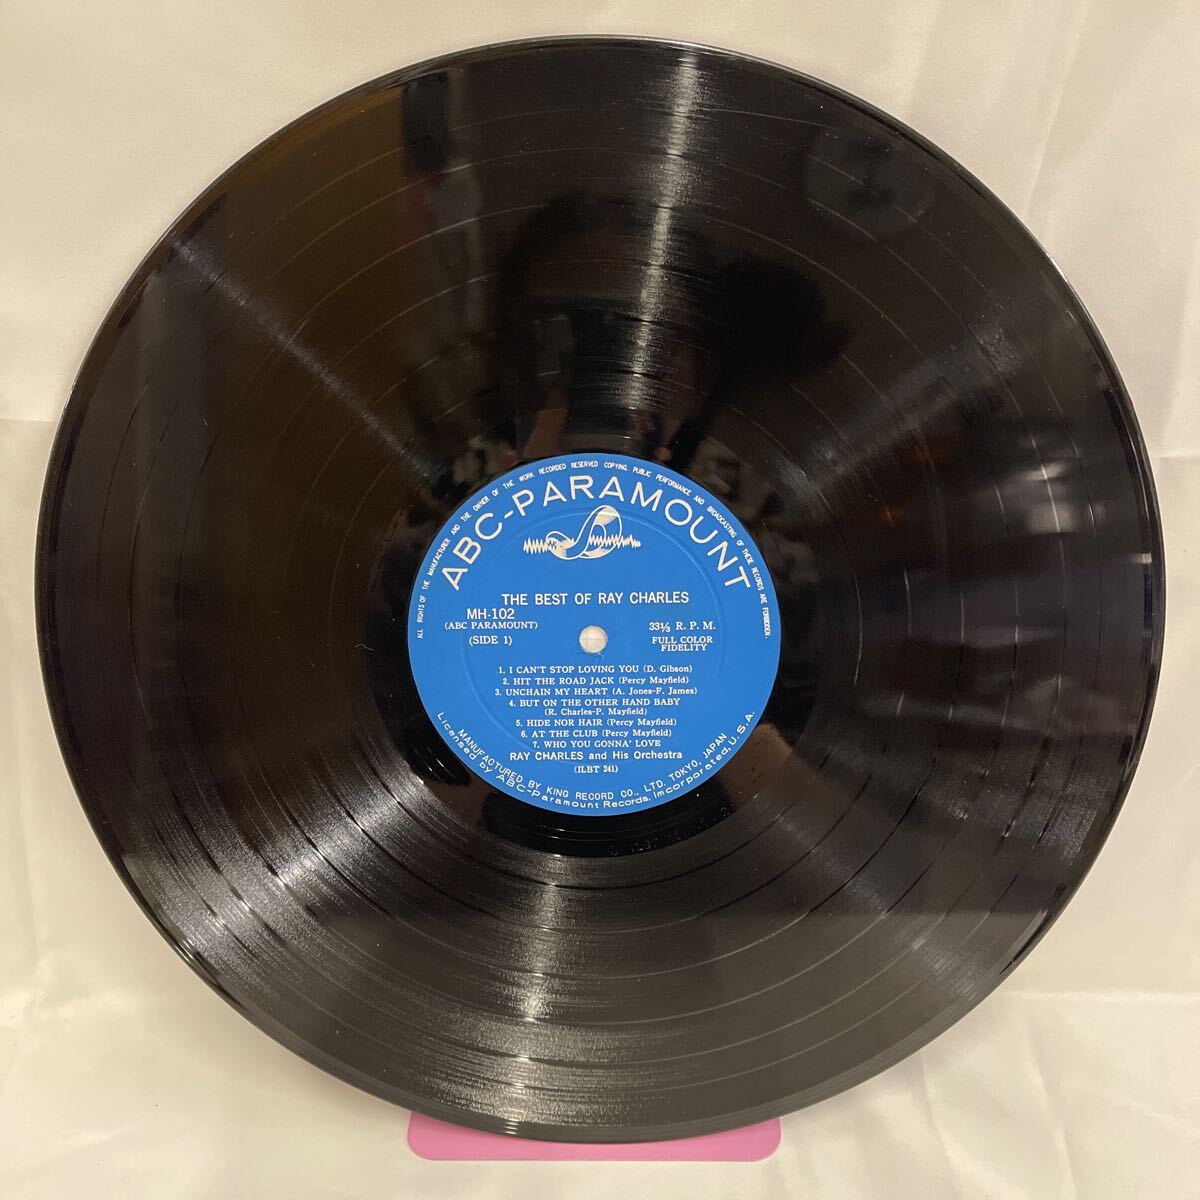 ALL RIGHTS OF THE MANUFACTURER AND THE OWNER OF THE WORK RECORDED RESERVED COPYING, PUBLIC PERFORMANCE AND BROADCASTING OF THESE RECORDS ARE FORBIDDEN.
ABC-PARAMOUNT
THE BEST OF RAY CHARLES
MH-102
(ABC PARAMOUNT)
33⅓ R. P. M.
(SIDE 1)
FULL COLOR
FIDELITY
1. I CAN'T STOP LOVING YOU (D. Gibson)
2. HIT THE ROAD JACK (Percy Mayfield)
3. UNCHAIN MY HEART (A. Jones-F. James)
4. BUT ON THE OTHER HAND BABY
(R. Charles-P. Mayfield)
5. HIDE NOR HAIR (Percy Mayfield)
6. AT THE CLUB (Percy Mayfield)
7. WHO YOU GONNA' LOVE
RAY CHARLES and His Orchestra
(ILBT 241)
MANUFACTURED BY KING RECORD CO., LTD. TOKYO, JAPAN
Licensed by ABC-Paramount Records, Imcorporated, U.S.A.